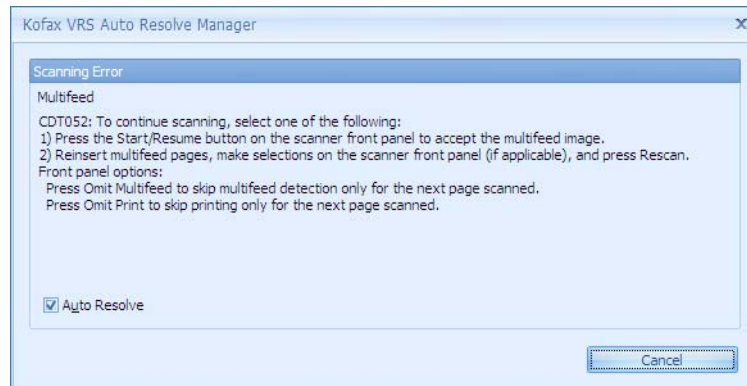 Kofax VRS Auto Resolve Manager
Scanning Error
Multifeed
CDT052: To continue scanning, select one of the following:
1) Press the Start/Resume button on the scanner front panel to accept the multifeed image.
2) Reinsert multifeed pages, make selections on the scanner front panel (if applicable), and press Rescan.
Front panel options:
Press Omit Multifeed to skip multifeed detection only for the next page scanned.
Press Omit Print to skip printing only for the next page scanned.
Auto Resolve
Cancel